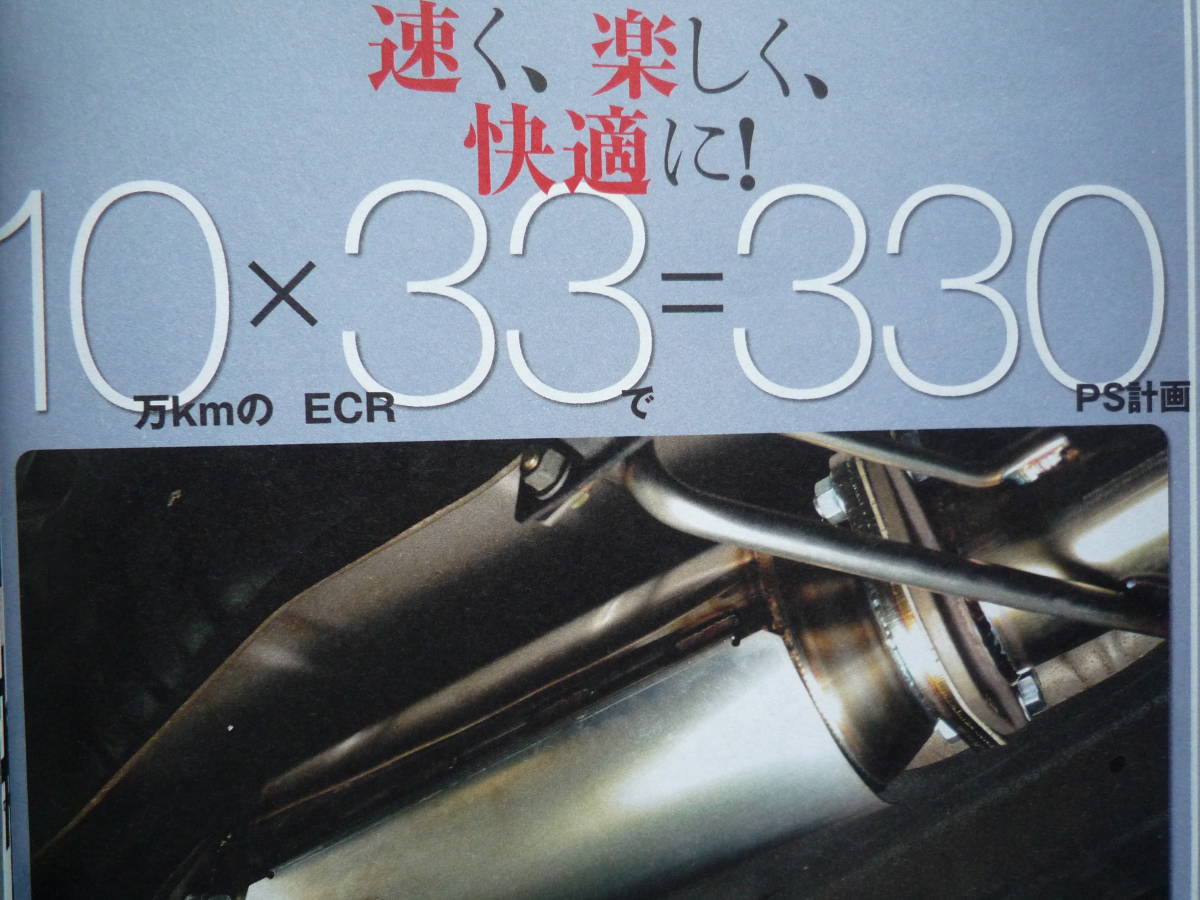 速く、楽しく、
快適に!
10×33=330
万kmの ECR で PS計画